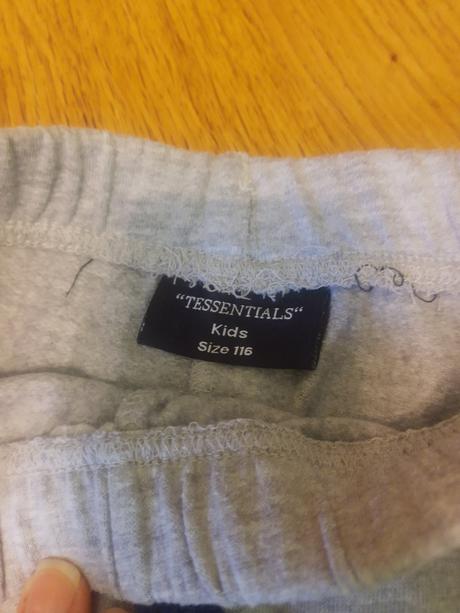 "TESSENTIALS“
Kids
Size 116